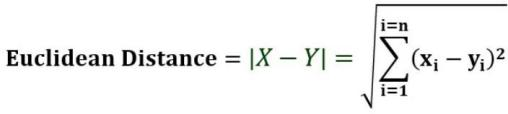 Euclidean Distance = |X – Y| = √∑_{i=1}^{i=n}(x_i – y_i)²